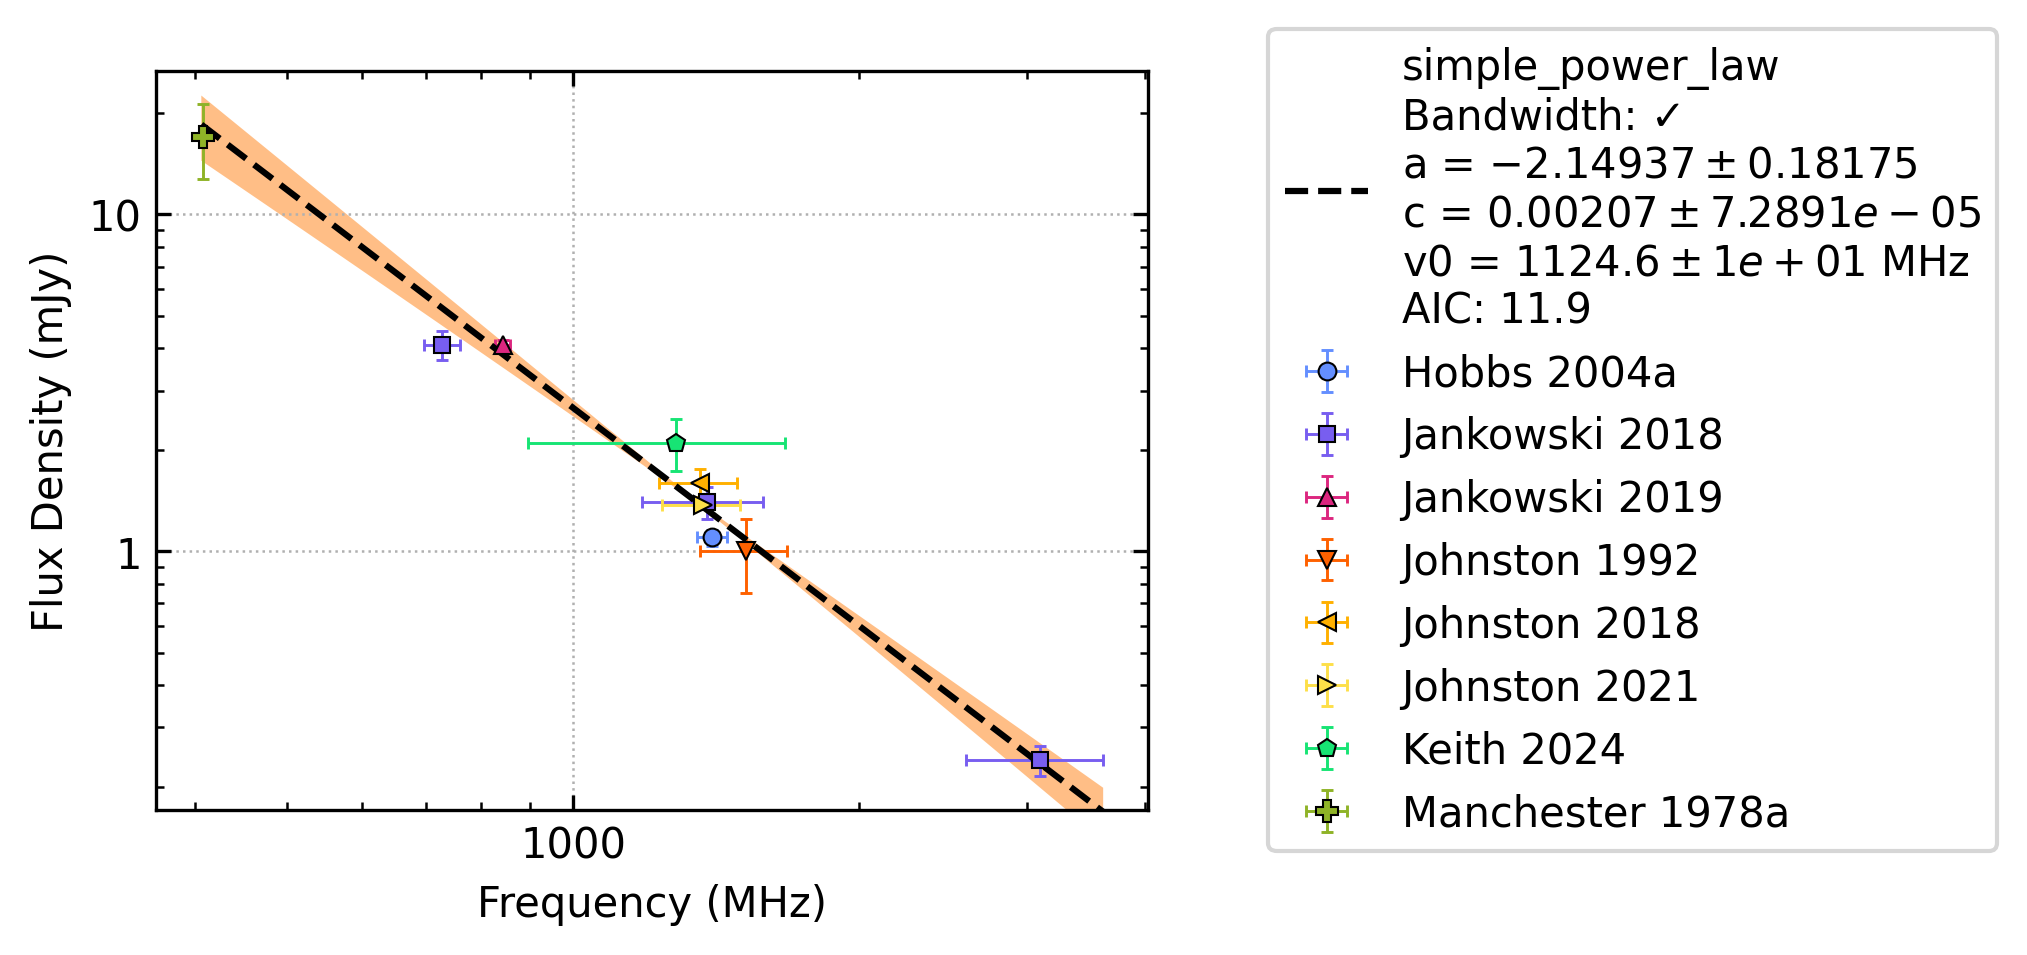 10
1
1000
Flux Density (mJy)
Frequency (MHz)
simple_power_law
Bandwidth: ✓
a = −2.14937 ± 0.18175
c = 0.00207 ± 7.2891e − 05
v0 = 1124.6 ± 1e + 01 MHz
AIC: 11.9
Hobbs 2004a
Jankowski 2018
Jankowski 2019
Johnston 1992
Johnston 2018
Johnston 2021
Keith 2024
Manchester 1978a